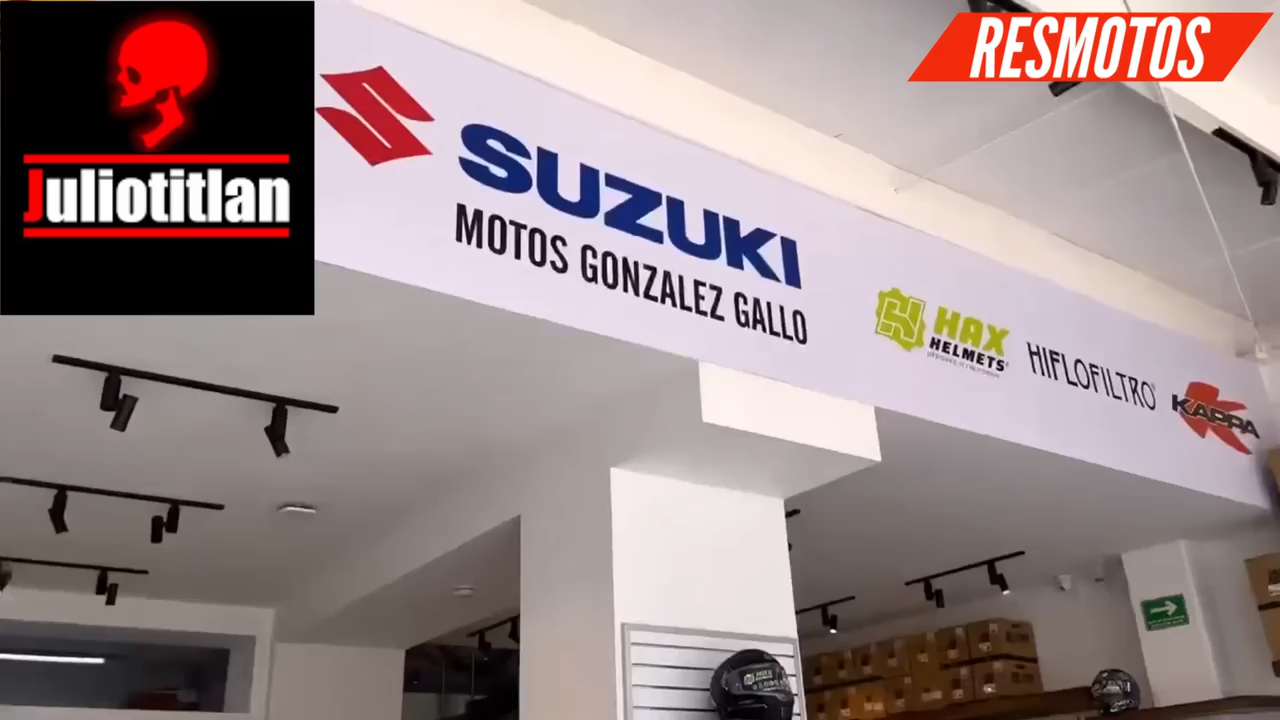 Juliotitlan
RESMOTOS
SUZUKI
MOTOS GONZALEZ GALLO
HAX
HELMETS
HIFLOFILTRO
KAPPA